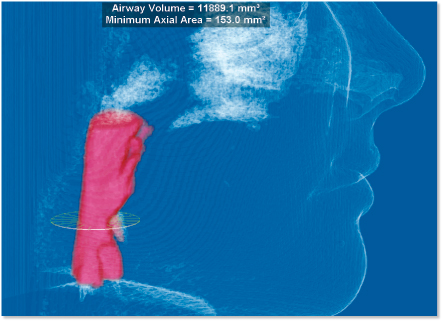 Airway Volume = 11889.1 mm³
Minimum Axial Area = 153.0 mm²